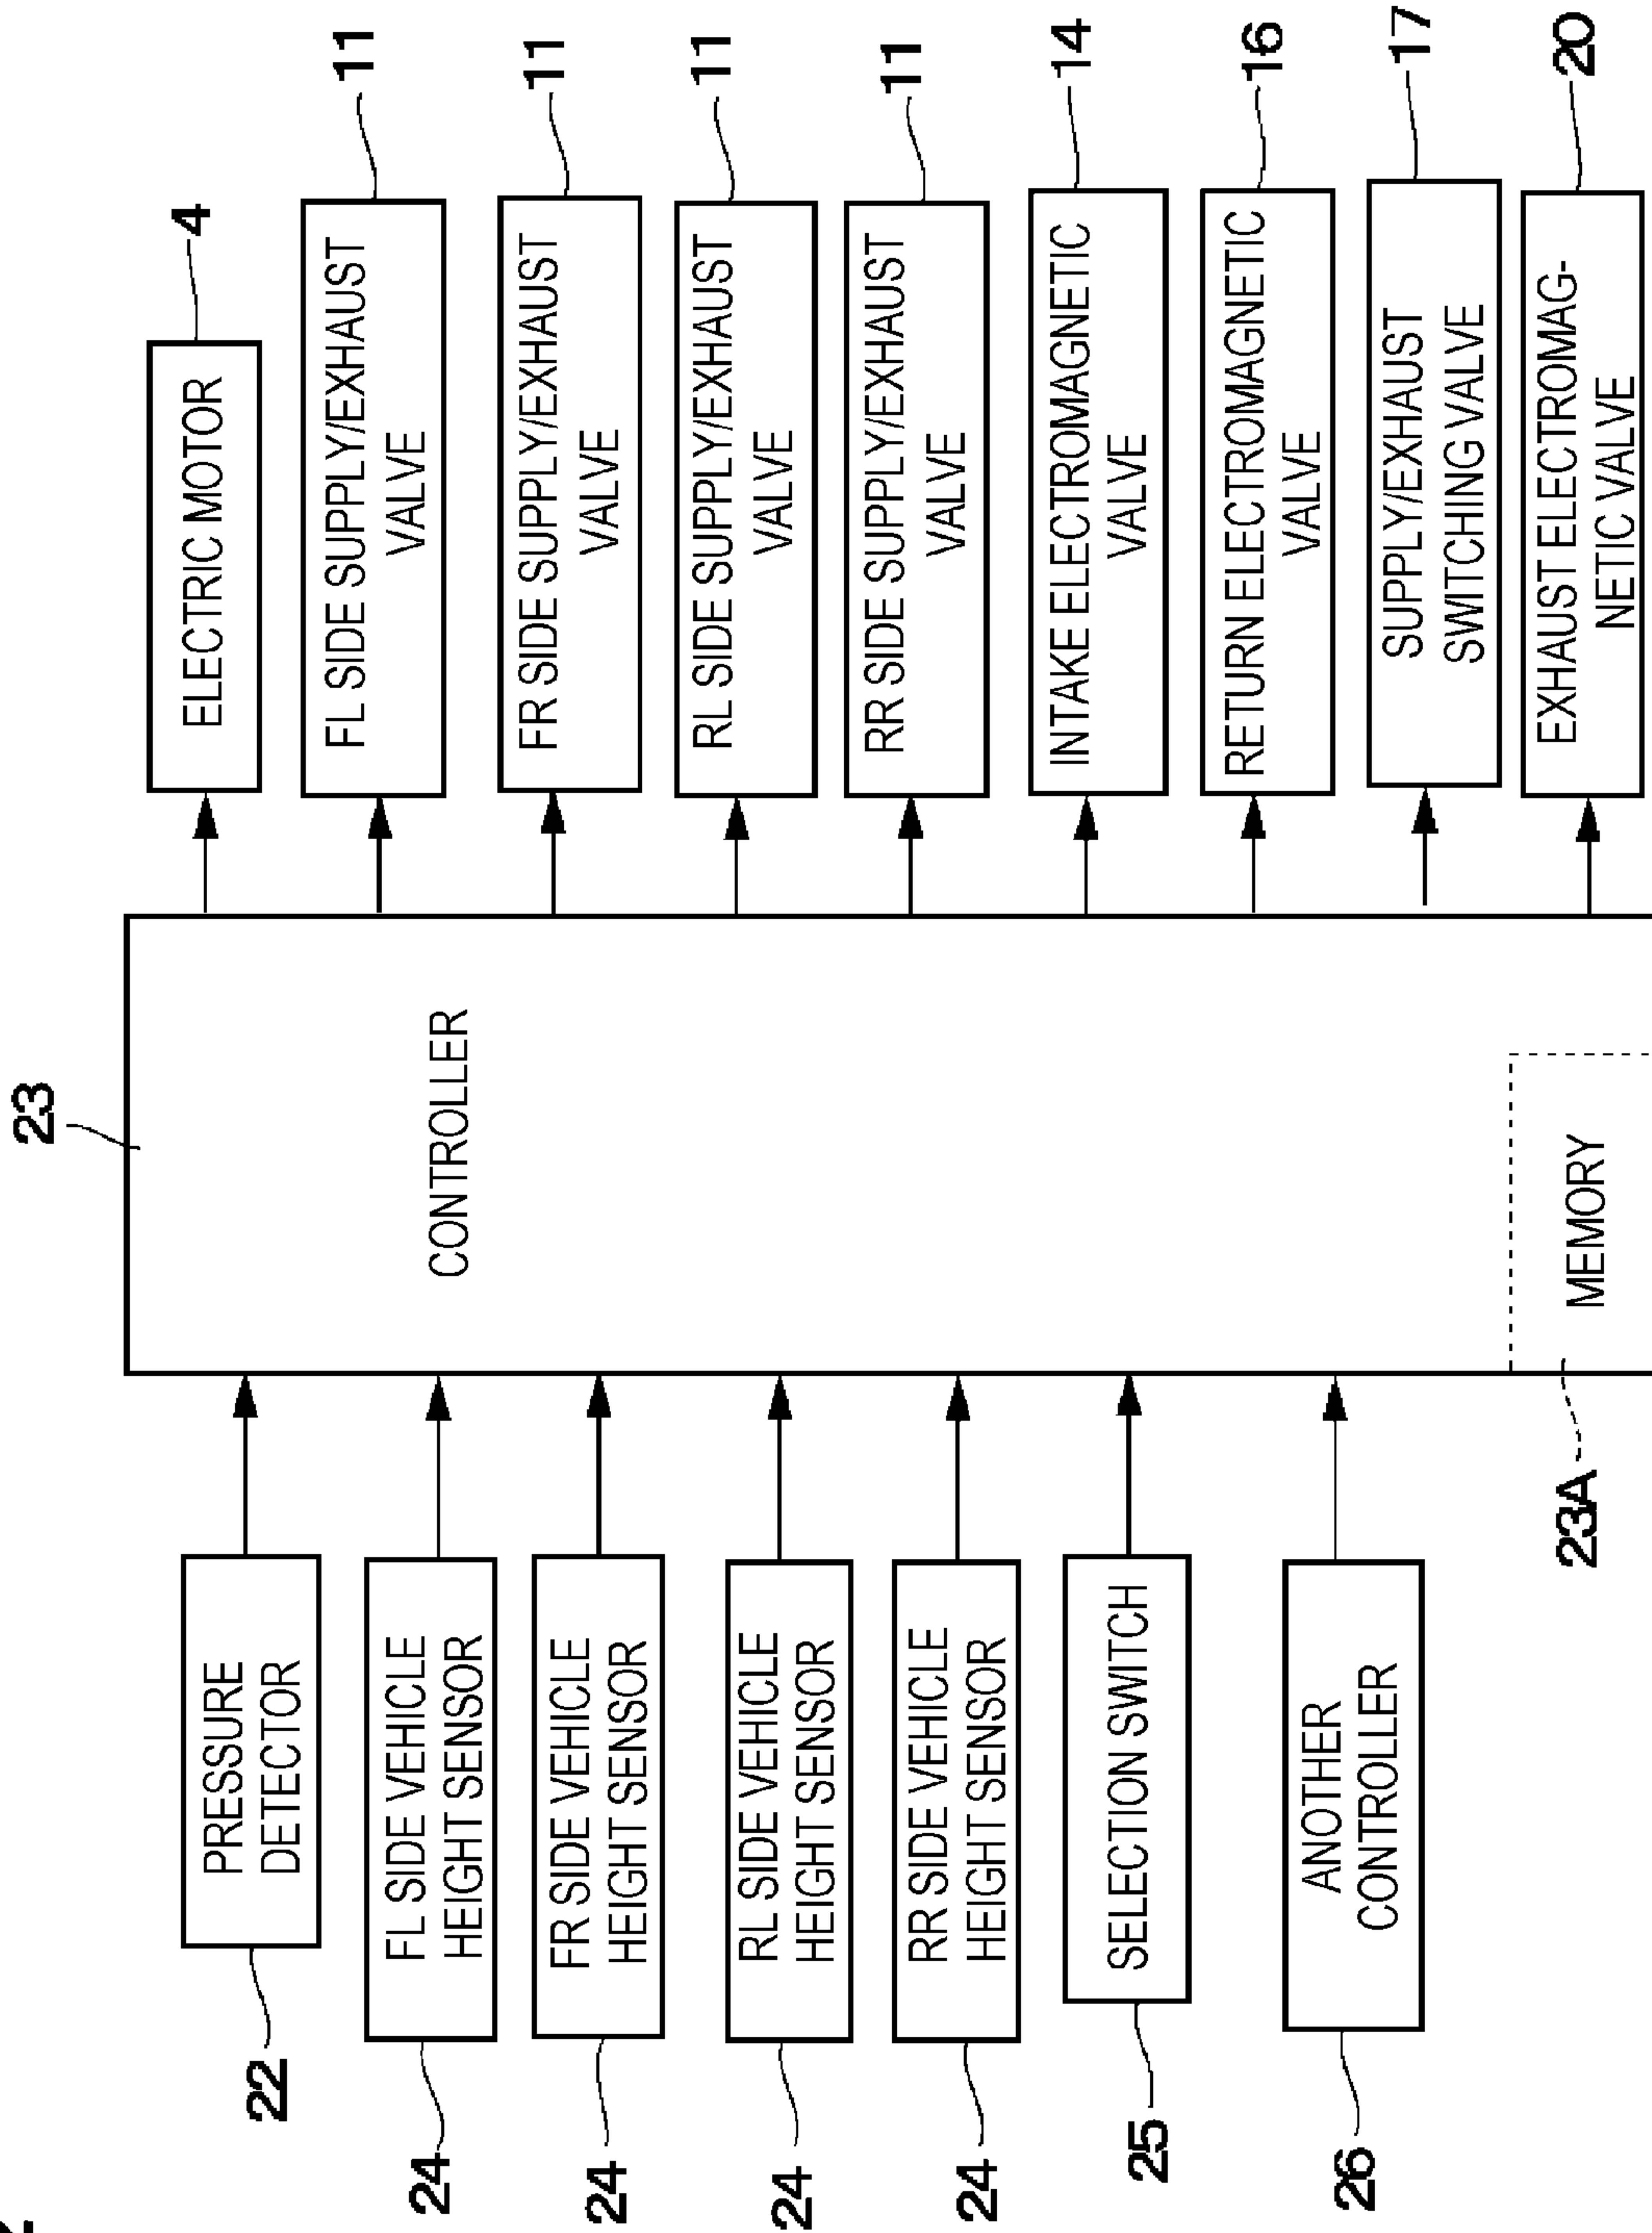 23
CONTROLLER
MEMORY
23A
PRESSURE
DETECTOR
22
FL SIDE VEHICLE
HEIGHT SENSOR
24
FR SIDE VEHICLE
HEIGHT SENSOR
24
RL SIDE VEHICLE
HEIGHT SENSOR
24
RR SIDE VEHICLE
HEIGHT SENSOR
24
SELECTION SWITCH
25
ANOTHER
CONTROLLER
26
ELECTRIC MOTOR
4
FL SIDE SUPPLY/EXHAUST
VALVE
11
FR SIDE SUPPLY/EXHAUST
VALVE
11
RL SIDE SUPPLY/EXHAUST
VALVE
11
RR SIDE SUPPLY/EXHAUST
VALVE
11
INTAKE ELECTROMAGNETIC
VALVE
14
RETURN ELECTROMAGNETIC
VALVE
16
SUPPLY/EXHAUST
SWITCHING VALVE
17
EXHAUST ELECTROMAG-
NETIC VALVE
20